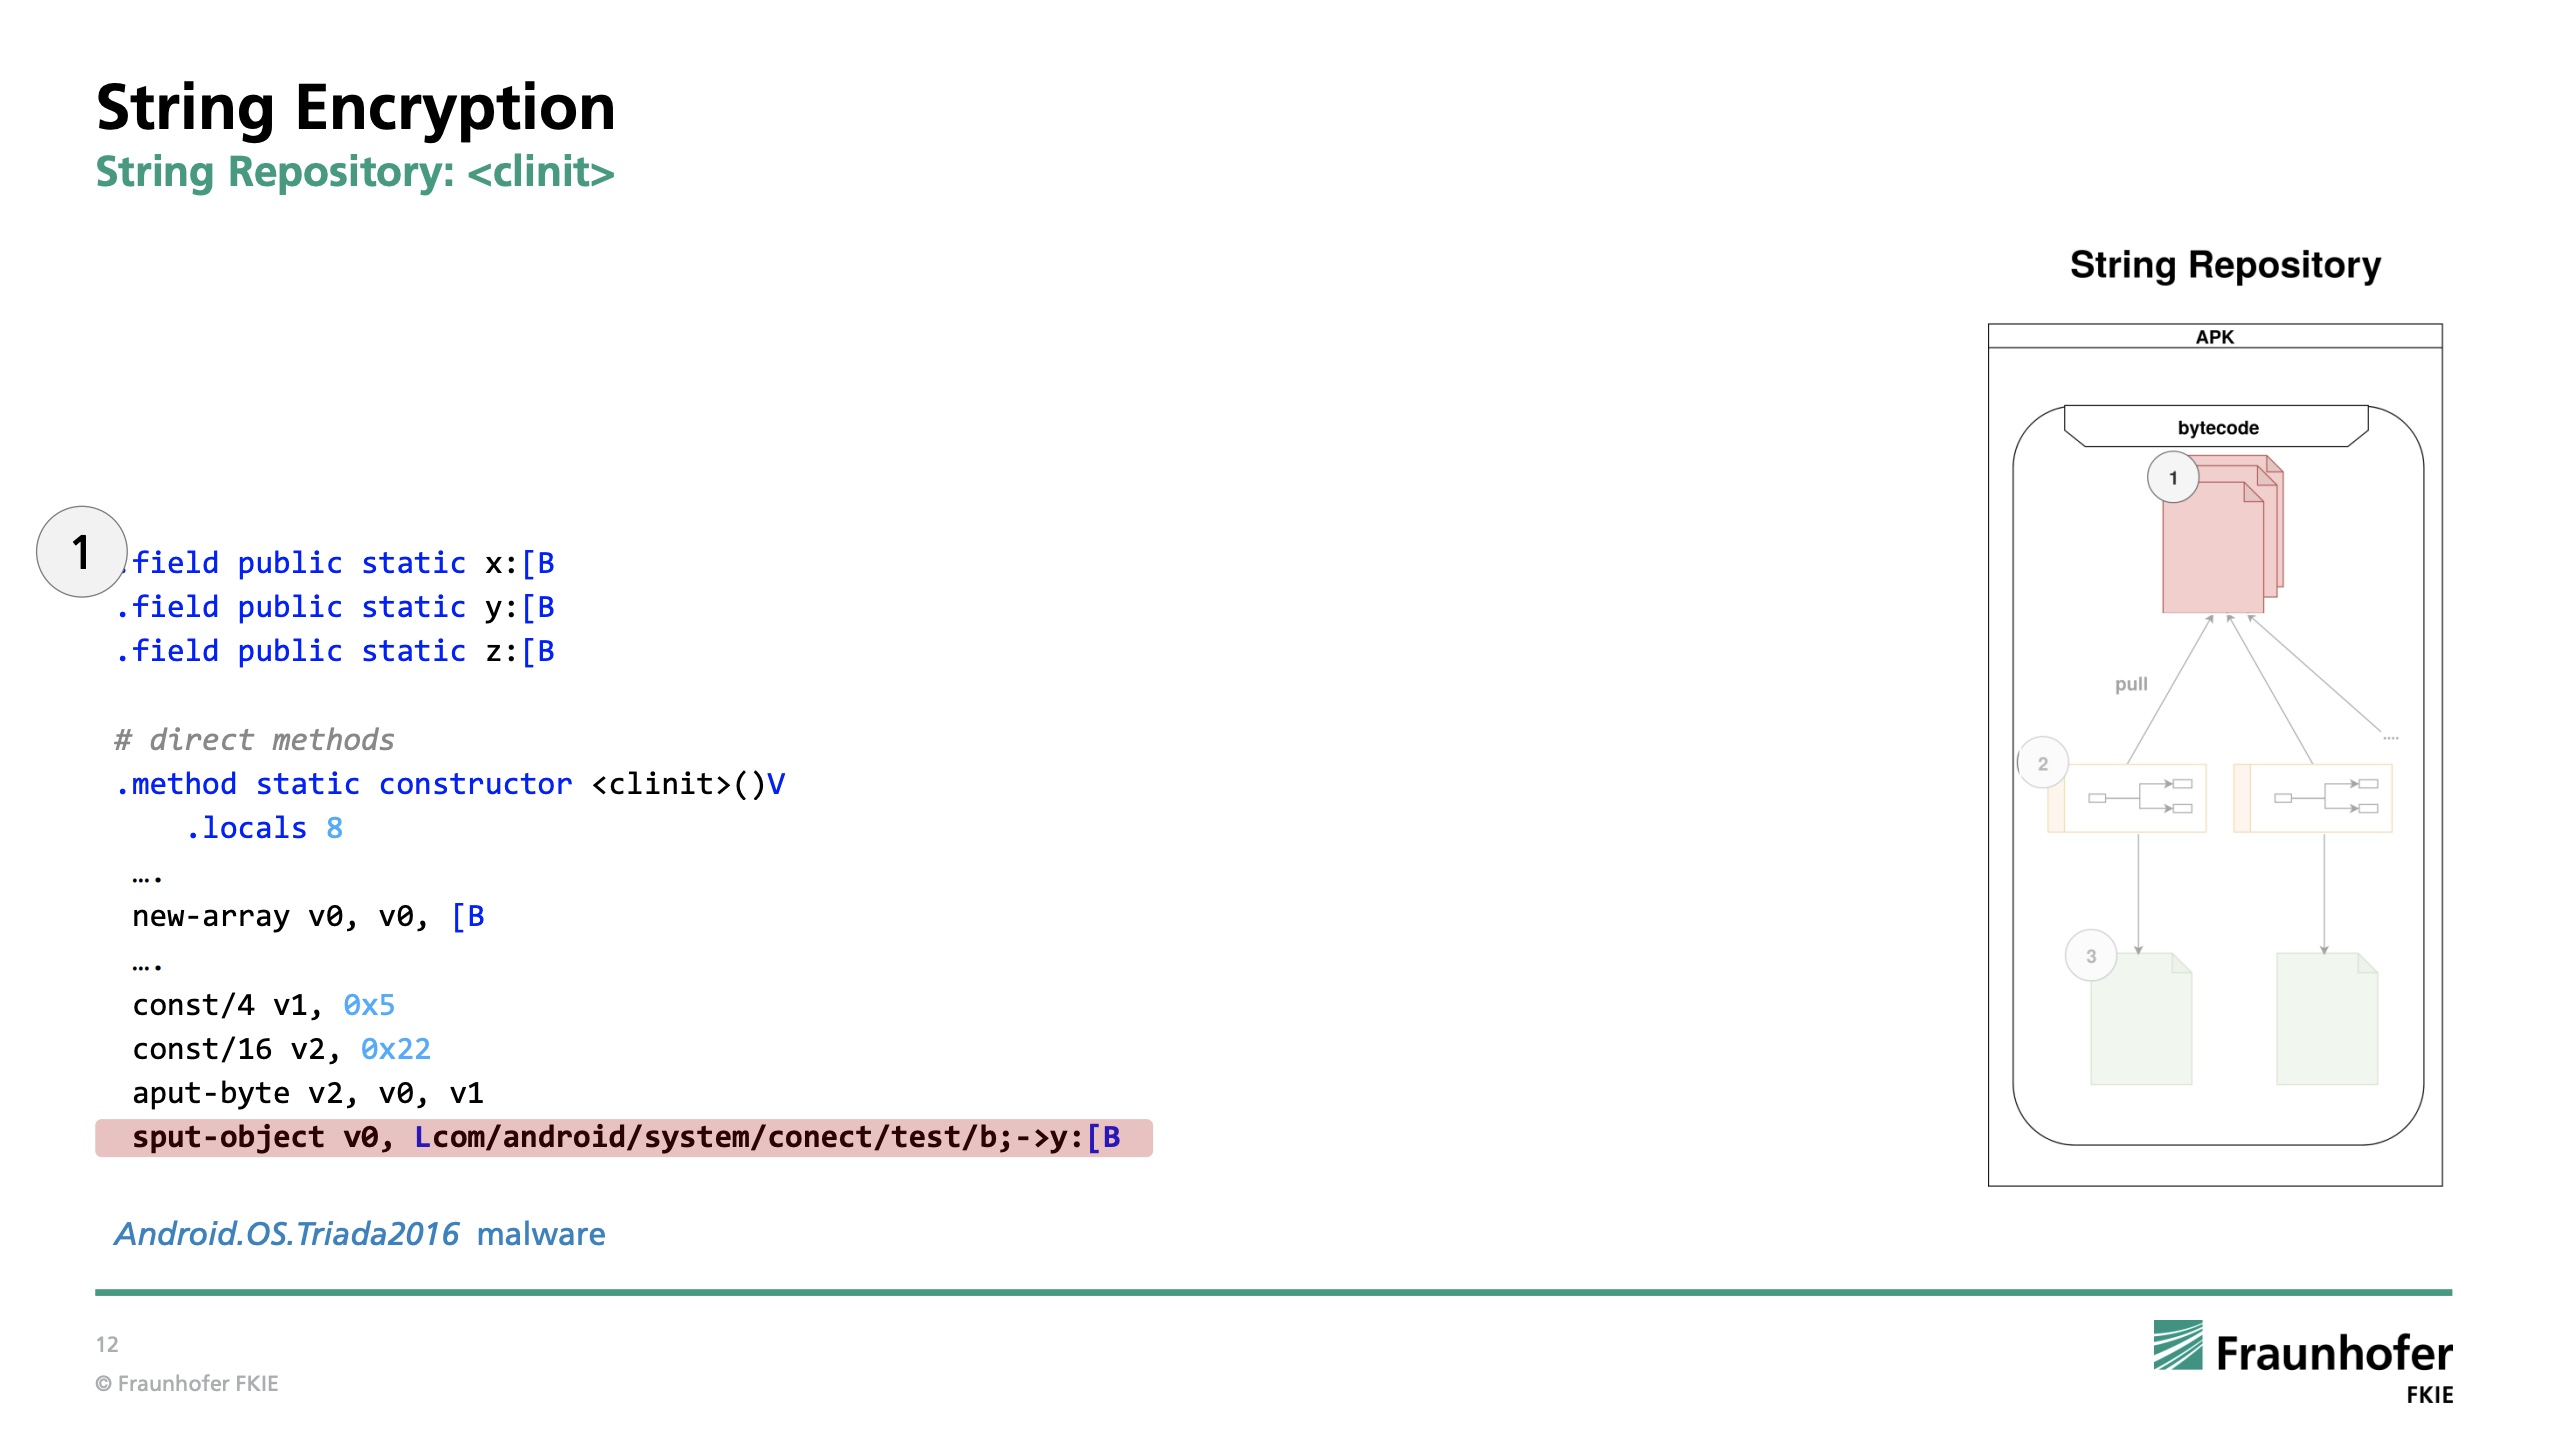 String Encryption
String Repository: <clinit>
1
.field public static x:[B
.field public static y:[B
.field public static z:[B
# direct methods
.method static constructor <clinit>()V
.locals 8
….
new-array v0, v0, [B
….
const/4 v1, 0x5
const/16 v2, 0x22
aput-byte v2, v0, v1
sput-object v0, Lcom/android/system/conect/test/b;->y:[B
Android.OS.Triada2016 malware
String Repository
APK
bytecode
1
pull
....
2
3
12
© Fraunhofer FKIE
Fraunhofer
FKIE